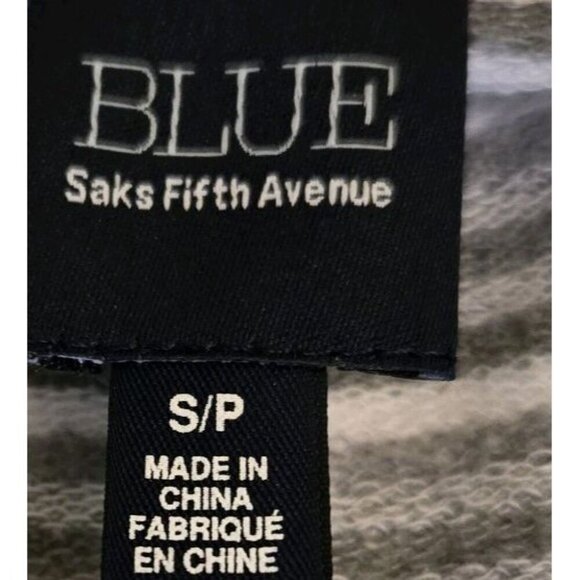 BLUE
Saks Fifth Avenue
S/P
MADE IN
CHINA
FABRIQUÉ
EN CHINE